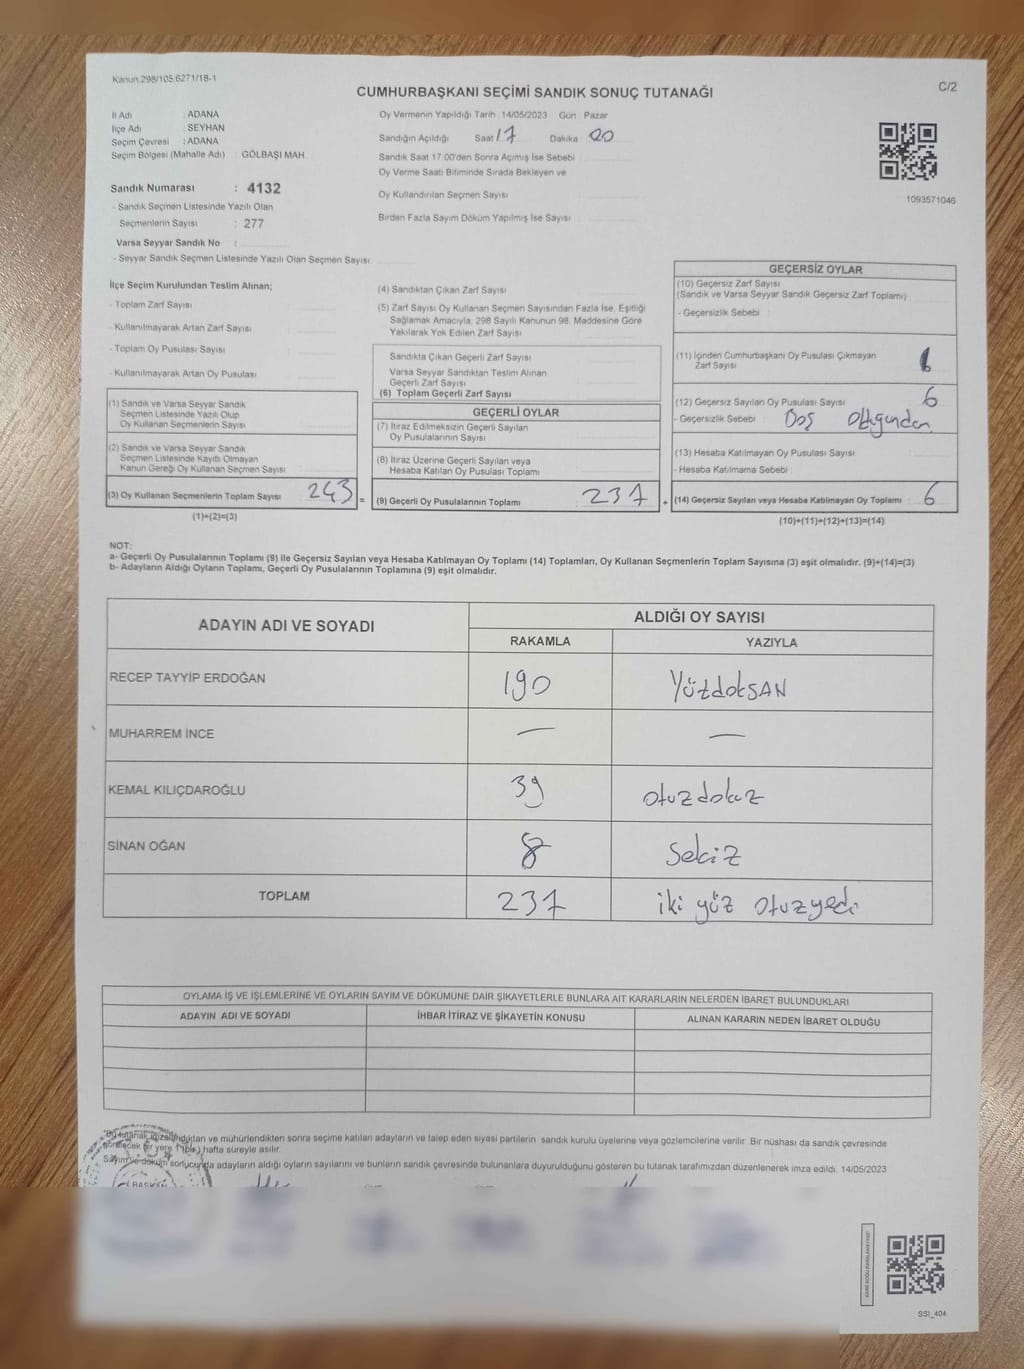 Kanun.298/105.6271/18-1
C/2
CUMHURBAŞKANI SEÇİMİ SANDIK SONUÇ TUTANAĞI
İl Adı : ADANA
İlçe Adı : SEYHAN
Seçim Çevresi : ADANA
Seçim Bölgesi (Mahalle Adı) : GÖLBAŞI MAH.
Sandık Numarası : 4132
- Sandık Seçmen Listesinde Yazılı Olan
Seçmenlerin Sayısı : 277
Varsa Seyyar Sandık No :
- Seyyar Sandık Seçmen Listesinde Yazılı Olan Seçmen Sayısı:
Oy Vermenin Yapıldığı Tarih 14/05/2023 Gün Pazar
Sandığın Açıldığı Saat 17 Dakika 00
Sandık Saat 17:00'den Sonra Açımış İse Sebebi
Oy Verme Saati Bitiminde Sırada Bekleyen ve
Oy Kullandırılan Seçmen Sayısı
Birden Fazla Sayım Döküm Yapılmış İse Sayısı
1093571046
İlçe Seçim Kurulundan Teslim Alınan;
- Toplam Zarf Sayısı
- Kullanılmayarak Artan Zarf Sayısı
- Toplam Oy Pusulası Sayısı
- Kullanılmayarak Artan Oy Pusulası
(1) Sandık ve Varsa Seyyar Sandık
Seçmen Listesinde Yazılı Olup
Oy Kullanan Seçmenlerin Sayısı
(2) Sandık ve Varsa Seyyar Sandık
Seçmen Listesinde Kayıtlı Olmayan
Kanun Gereği Oy Kullanan Seçmen Sayısı
(3) Oy Kullanan Seçmenlerin Toplam Sayısı 243
(1)+(2)=(3)
(4) Sandıktan Çıkan Zarf Sayısı
(5) Zarf Sayısı Oy Kullanan Seçmen Sayısından Fazla İse, Eşitliği
Sağlamak Amacıyla, 298 Sayılı Kanunun 98. Maddesine Göre
Yakılarak Yok Edilen Zarf Sayısı
Sandıkta Çıkan Geçerli Zarf Sayısı
Varsa Seyyar Sandıktan Teslim Alınan
Geçerli Zarf Sayısı
(6) Toplam Geçerli Zarf Sayısı
GEÇERLİ OYLAR
(7) İtiraz Edilmeksizin Geçerli Sayılan
Oy Pusulalarının Sayısı
(8) İtiraz Üzerine Geçerli Sayılan veya
Hesaba Katılan Oy Pusulası Toplamı
= (9) Geçerli Oy Pusulalarının Toplamı 237 +
GEÇERSİZ OYLAR
(10) Geçersiz Zarf Sayısı
(Sandık ve Varsa Seyyar Sandık Geçersiz Zarf Toplamı)
- Geçersizlik Sebebi
(11) İçinden Cumhurbaşkanı Oy Pusulası Çıkmayan
Zarf Sayısı
(12) Geçersiz Sayılan Oy Pusulası Sayısı 6
- Geçersizlik Sebebi Boş Olduğundan
(13) Hesaba Katılmayan Oy Pusulası Sayısı
- Hesaba Katılmama Sebebi
(14) Geçersiz Sayılan veya Hesaba Katılmayan Oy Toplamı : 6
(10)+(11)+(12)+(13)=(14)
NOT:
a- Geçerli Oy Pusulalarının Toplamı (9) ile Geçersiz Sayılan veya Hesaba Katılmayan Oy Toplamı (14) Toplamları, Oy Kullanan Seçmenlerin Toplam Sayısına (3) eşit olmalıdır. (9)+(14)=(3)
b- Adayların Aldığı Oyların Toplamı, Geçerli Oy Pusulalarının Toplamına (9) eşit olmalıdır.
ADAYIN ADI VE SOYADI
ALDIĞI OY SAYISI
RAKAMLA YAZIYLA
RECEP TAYYİP ERDOĞAN 190 YüzdokSAN
MUHARREM İNCE — —
KEMAL KILIÇDAROĞLU 39 otuzdokuz
SİNAN OĞAN 8 Sekiz
TOPLAM 237 iki yüz otuzyedi
OYLAMA İŞ VE İŞLEMLERİNE VE OYLARIN SAYIM VE DÖKÜMÜNE DAİR ŞİKAYETLERLE BUNLARA AİT KARARLARIN NELERDEN İBARET BULUNDUKLARI
ADAYIN ADI VE SOYADI İHBAR İTİRAZ VE ŞİKAYETİN KONUSU ALINAN KARARIN NEDEN İBARET OLDUĞU
Bu tutanak imzalandıktan ve mühürlendikten sonra seçime katılan adayların ve talep eden siyasi partilerin sandık kurulu üyelerine veya gözlemcilerine verilir. Bir nüshası da sandık çevresinde
görülecek bir yere 1 (bir) hafta süreyle asılır.
Sayım ve döküm sonucunda adayların aldığı oyların sayılarını ve bunların sandık çevresinde bulunanlara duyurulduğunu gösteren bu tutanak tarafımızdan düzenlenerek imza edildi. 14/05/2023
SSI_404